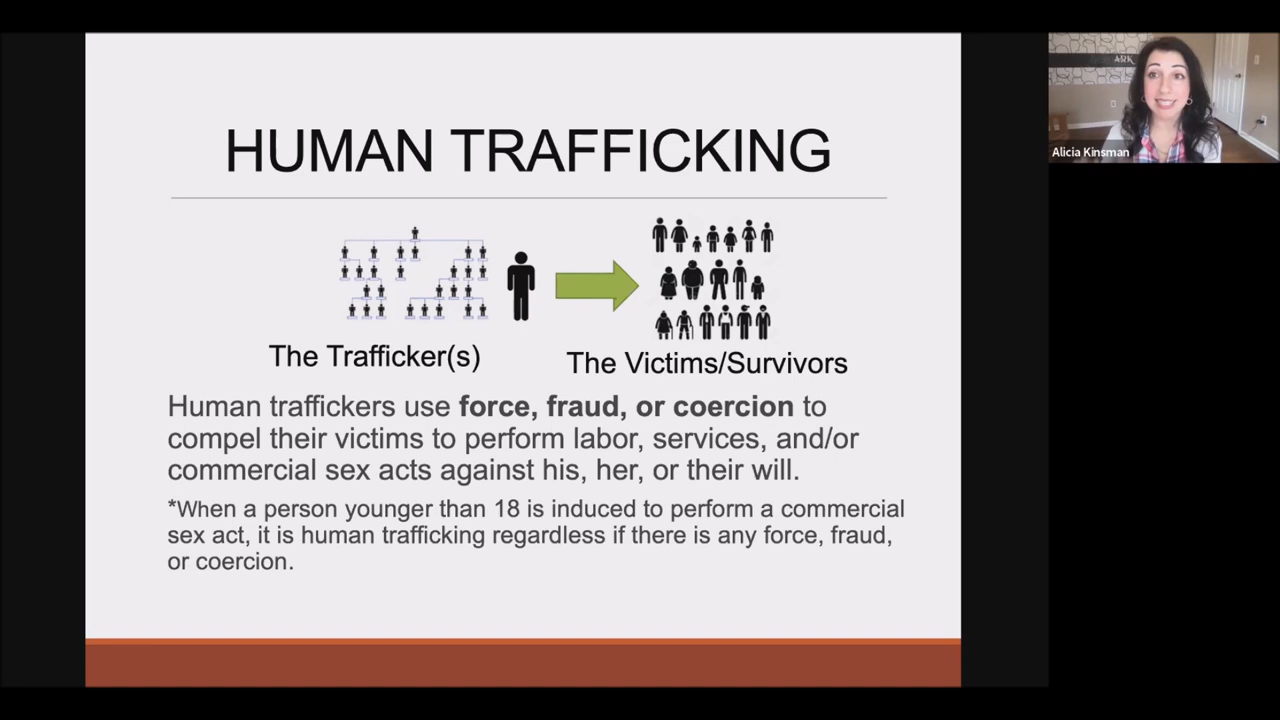 HUMAN TRAFFICKING
The Trafficker(s)
The Victims/Survivors
Human traffickers use force, fraud, or coercion to
compel their victims to perform labor, services, and/or
commercial sex acts against his, her, or their will.
*When a person younger than 18 is induced to perform a commercial
sex act, it is human trafficking regardless if there is any force, fraud,
or coercion.
ARK
Alicia Kinsman